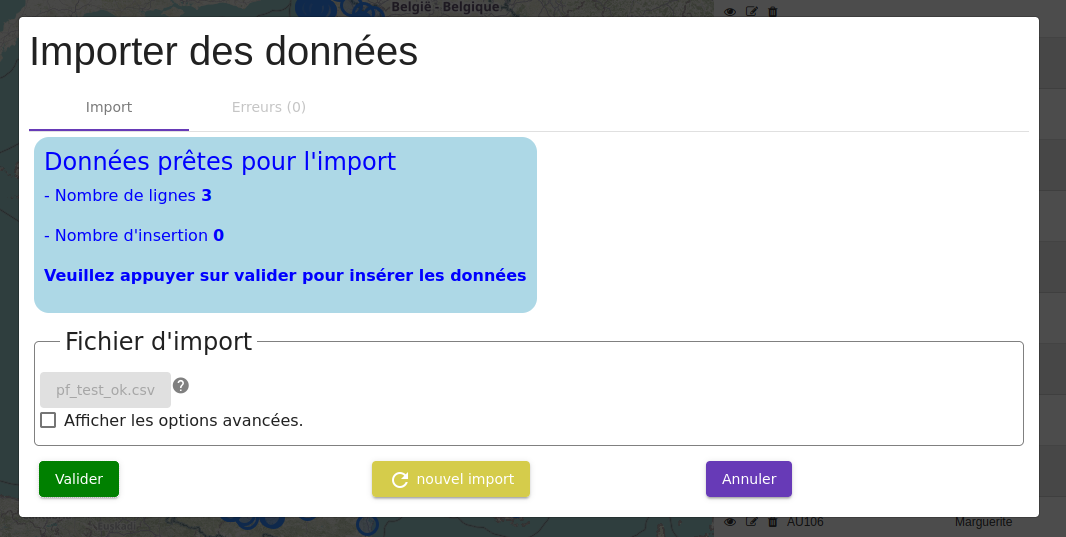 België - Belgique
Importer des données
Import
Erreurs (0)
Données prêtes pour l'import
- Nombre de lignes 3
- Nombre d'insertion 0
Veuillez appuyer sur valider pour insérer les données
Fichier d'import
pf_test_ok.csv
Afficher les options avancées.
Valider
nouvel import
Annuler
AU106
Marguerite